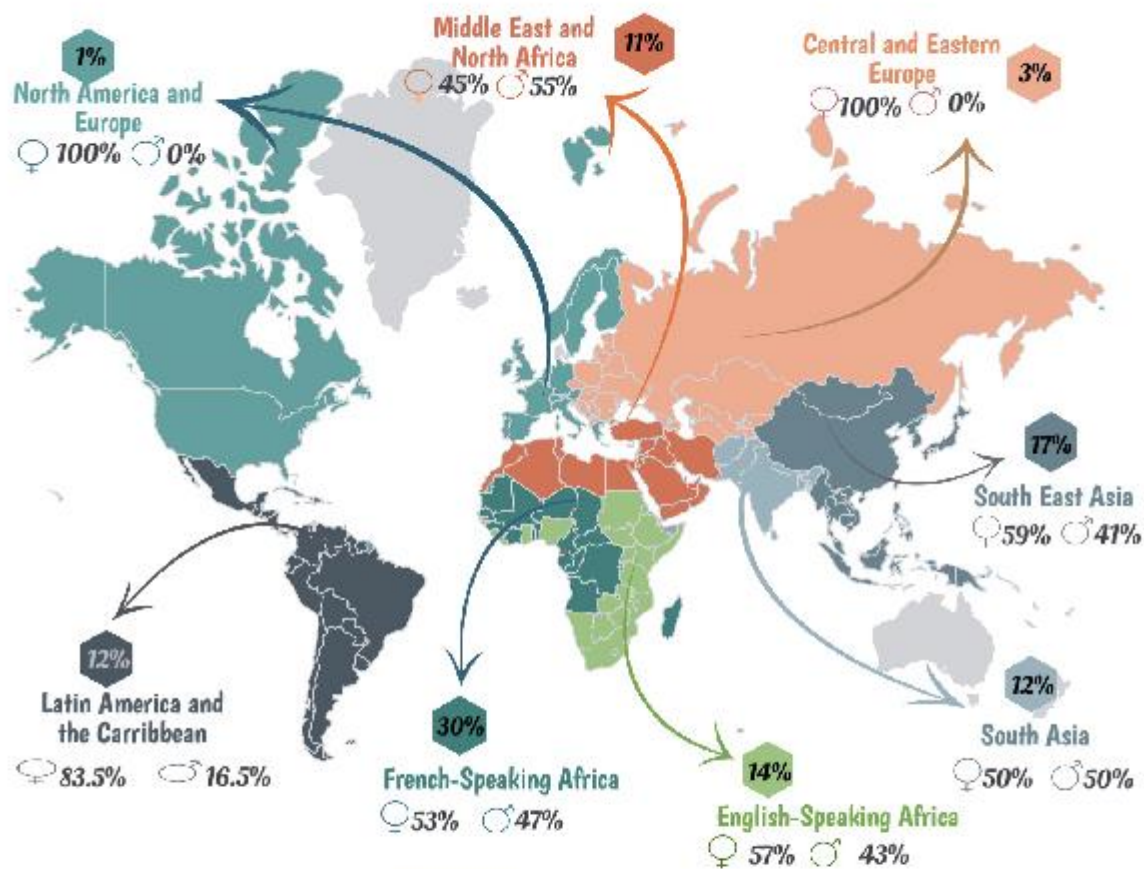 1%
North America and
Europe
♀ 100% ♂ 0%
Middle East and
North Africa
11%
♀ 45% ♂ 55%
Central and Eastern
Europe
3%
♀ 100% ♂ 0%
17%
South East Asia
♀ 59% ♂ 41%
12%
Latin America and
the Carribbean
♀ 83.5% ♂ 16.5%
30%
French-Speaking Africa
♀ 53% ♂ 47%
14%
English-Speaking Africa
♀ 57% ♂ 43%
12%
South Asia
♀ 50% ♂ 50%